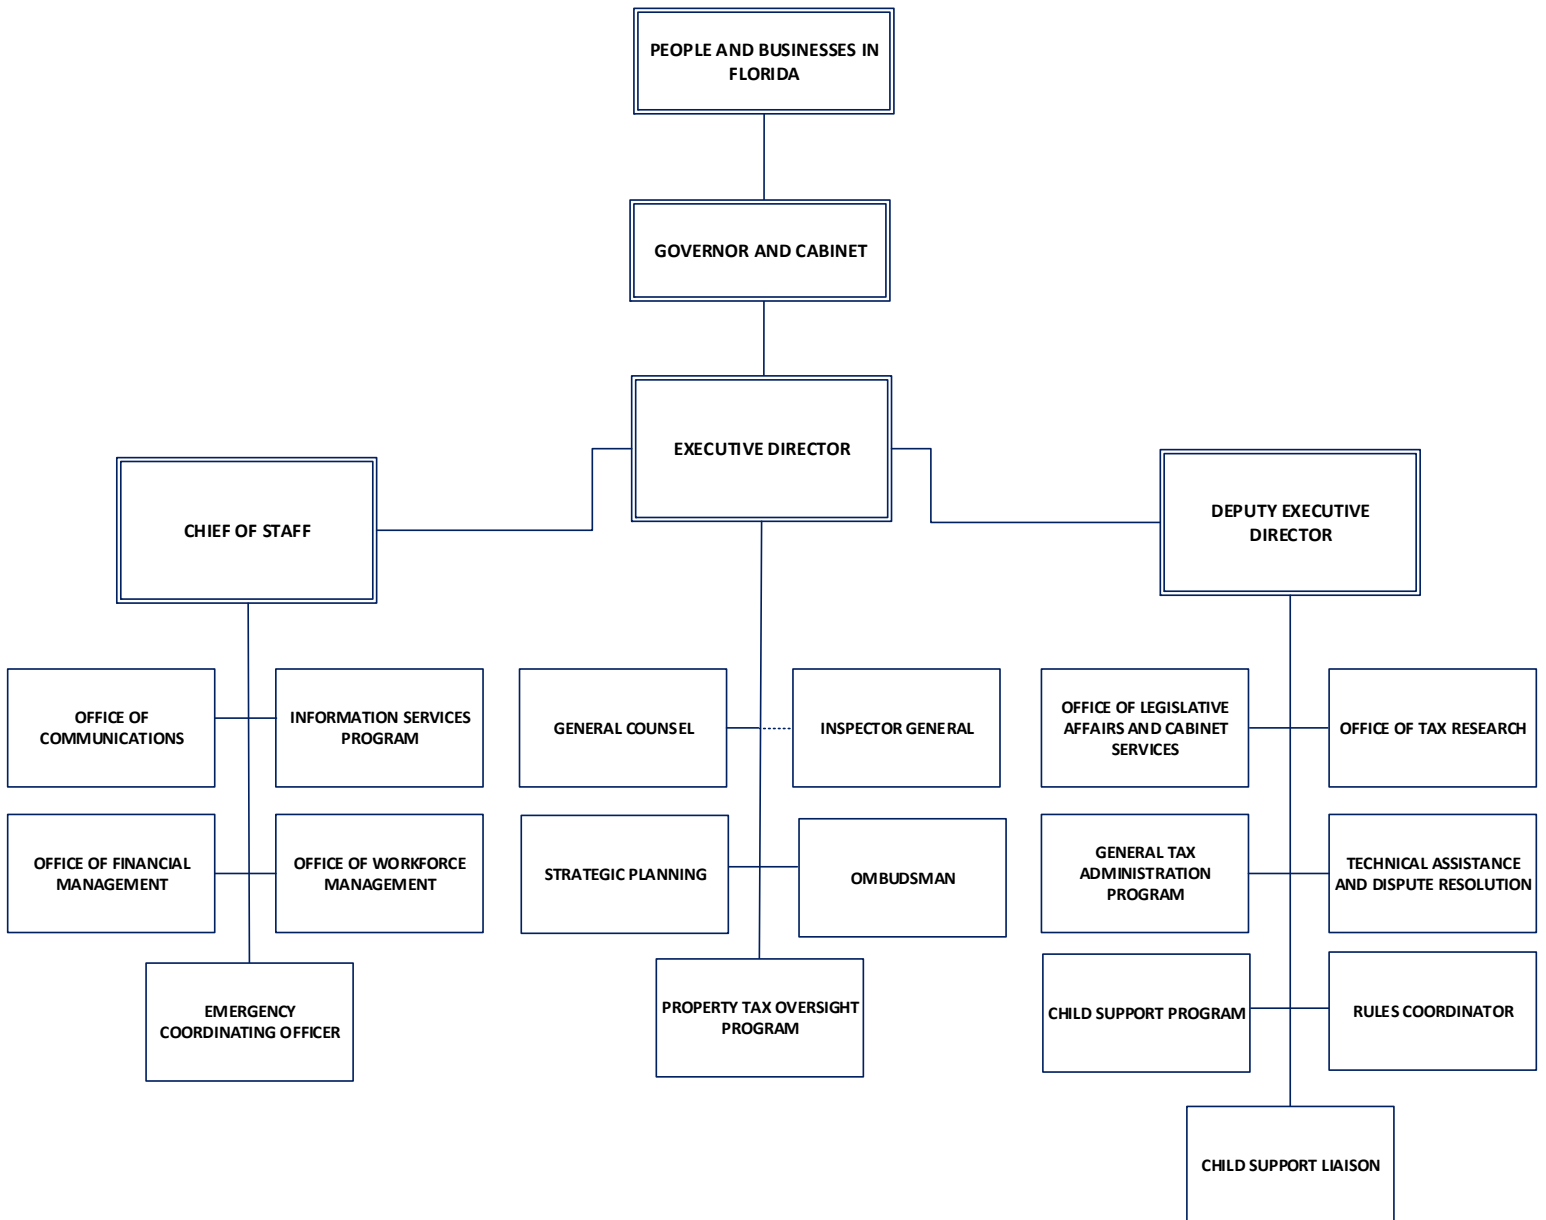 PEOPLE AND BUSINESSES IN
FLORIDA
GOVERNOR AND CABINET
EXECUTIVE DIRECTOR
CHIEF OF STAFF
DEPUTY EXECUTIVE
DIRECTOR
OFFICE OF
COMMUNICATIONS
INFORMATION SERVICES
PROGRAM
GENERAL COUNSEL
INSPECTOR GENERAL
OFFICE OF LEGISLATIVE
AFFAIRS AND CABINET
SERVICES
OFFICE OF TAX RESEARCH
OFFICE OF FINANCIAL
MANAGEMENT
OFFICE OF WORKFORCE
MANAGEMENT
STRATEGIC PLANNING
OMBUDSMAN
GENERAL TAX
ADMINISTRATION
PROGRAM
TECHNICAL ASSISTANCE
AND DISPUTE RESOLUTION
EMERGENCY
COORDINATING OFFICER
PROPERTY TAX OVERSIGHT
PROGRAM
CHILD SUPPORT PROGRAM
RULES COORDINATOR
CHILD SUPPORT LIAISON